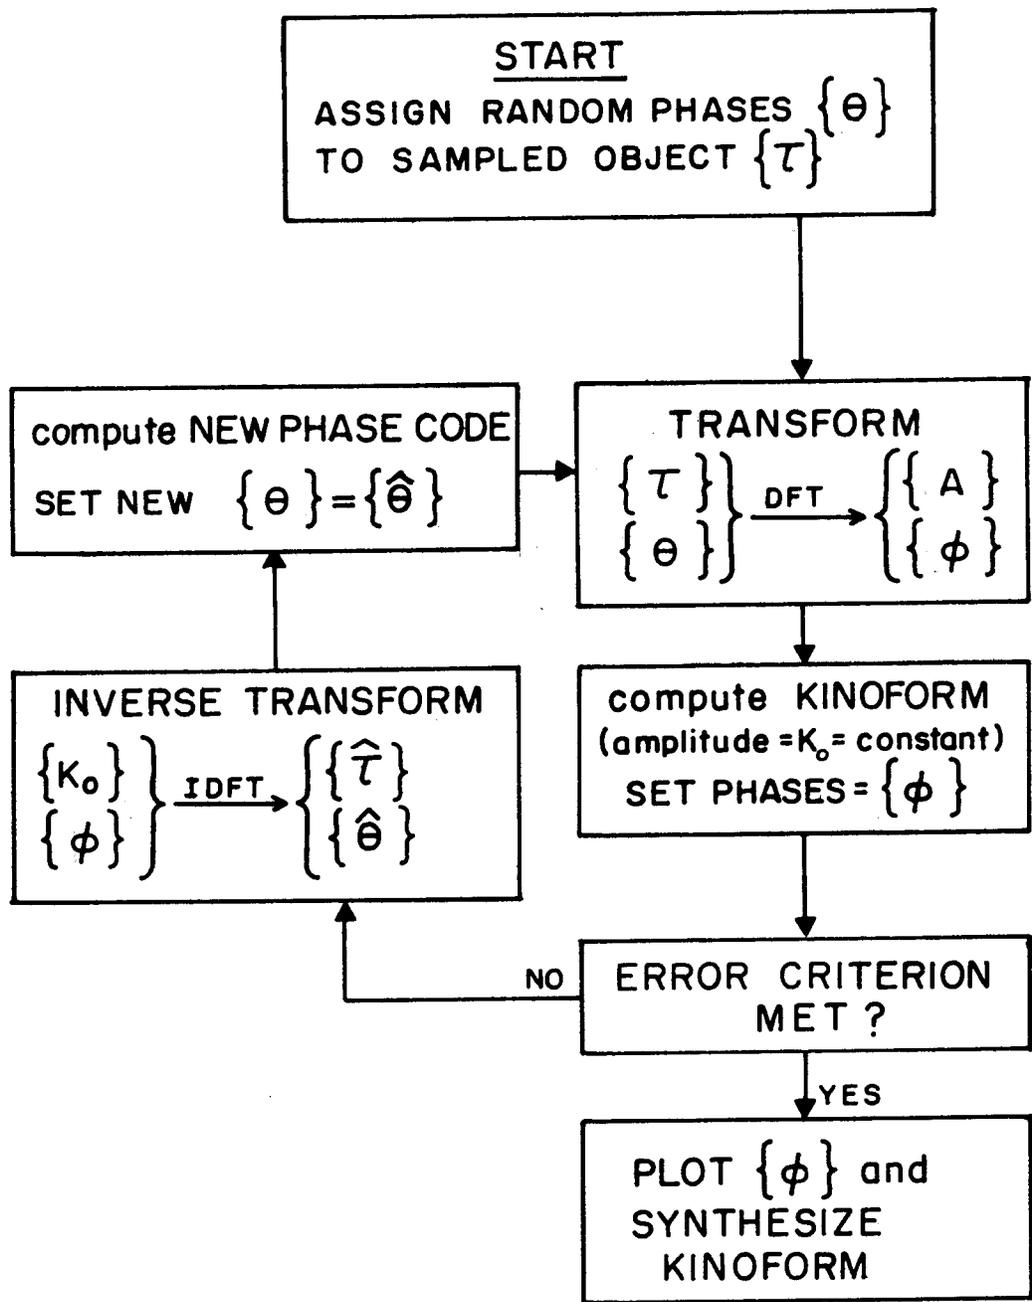 START
ASSIGN RANDOM PHASES {θ}
TO SAMPLED OBJECT {τ}
compute NEW PHASE CODE
SET NEW {θ} = {θ̂}
TRANSFORM
{τ}} DFT {{A}
{θ}} {{ϕ}
INVERSE TRANSFORM
{K₀}} IDFT {{τ̂}
{ϕ}} {{θ̂}
compute KINOFORM
(amplitude = K₀ = constant)
SET PHASES = {ϕ}
NO
ERROR CRITERION
MET ?
YES
PLOT {ϕ} and
SYNTHESIZE
KINOFORM